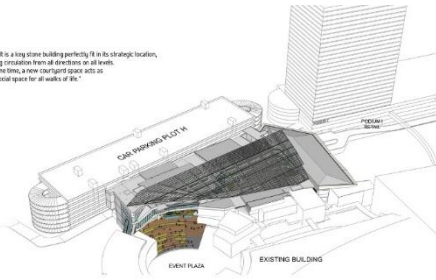 It is a key stone building perfectly fit in its strategic location,
g circulation from all directions on all levels.
me time, a new courtyard space acts as
ecial space for all walks of life."
CAR PARKING PLOT H
PODIUM
EVENT PLAZA
EXISTING BUILDING